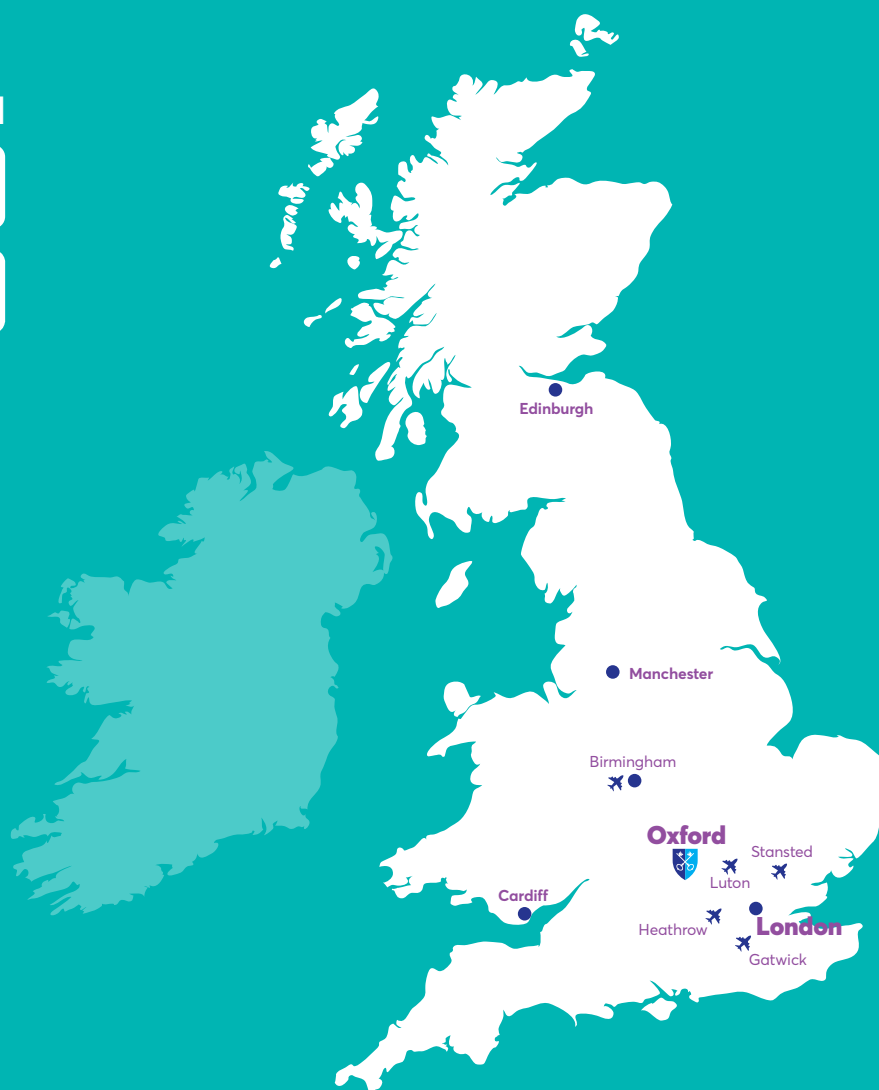 Edinburgh
Manchester
Birmingham
Oxford
Stansted
Luton
Cardiff
London
Heathrow
Gatwick